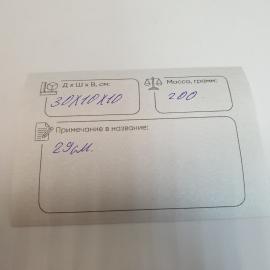 Д х Ш х В, см:
30х10х10
Масса, грамм:
200
Примечание в название:
29см.